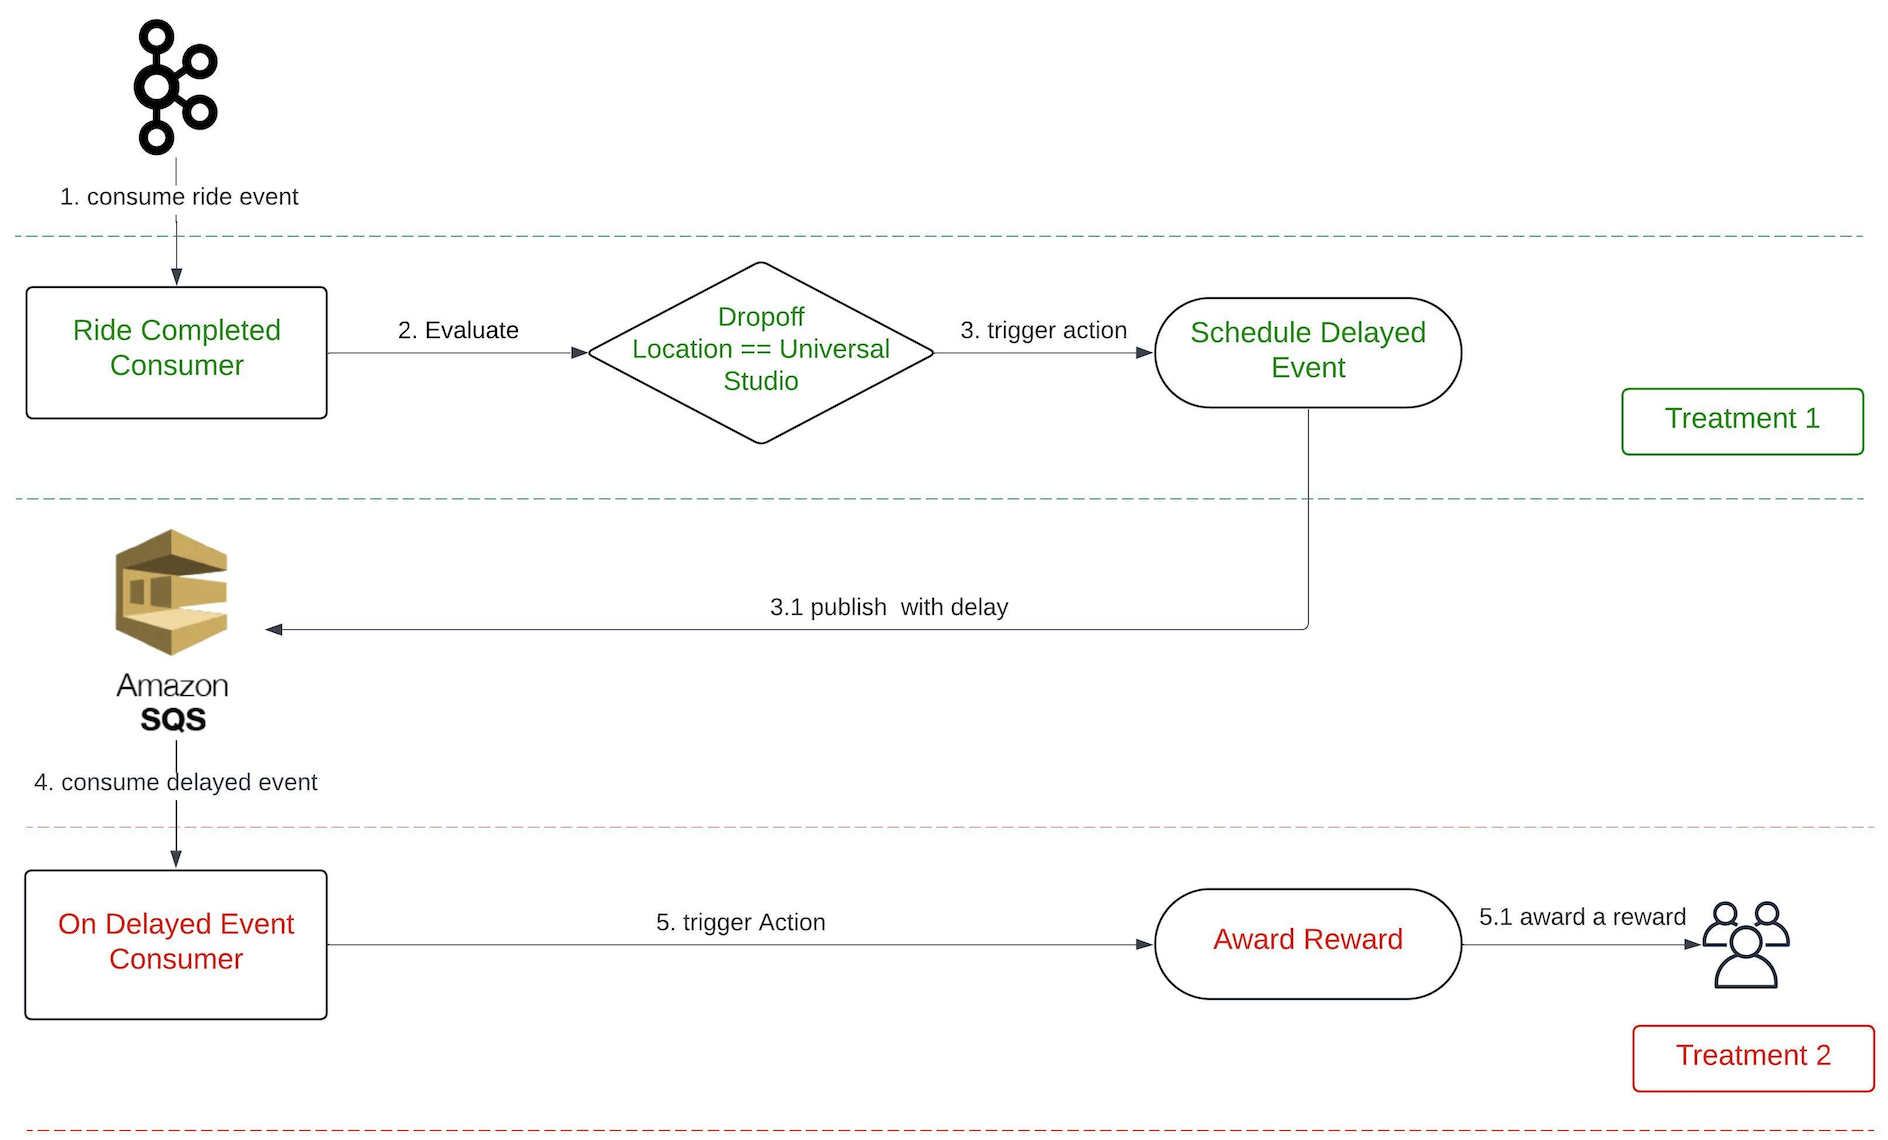 1. consume ride event
Ride Completed
Consumer
2. Evaluate
Dropoff
Location == Universal
Studio
3. trigger action
Schedule Delayed
Event
Treatment 1
3.1 publish  with delay
Amazon
SQS
4. consume delayed event
On Delayed Event
Consumer
5. trigger Action
Award Reward
5.1 award a reward
Treatment 2